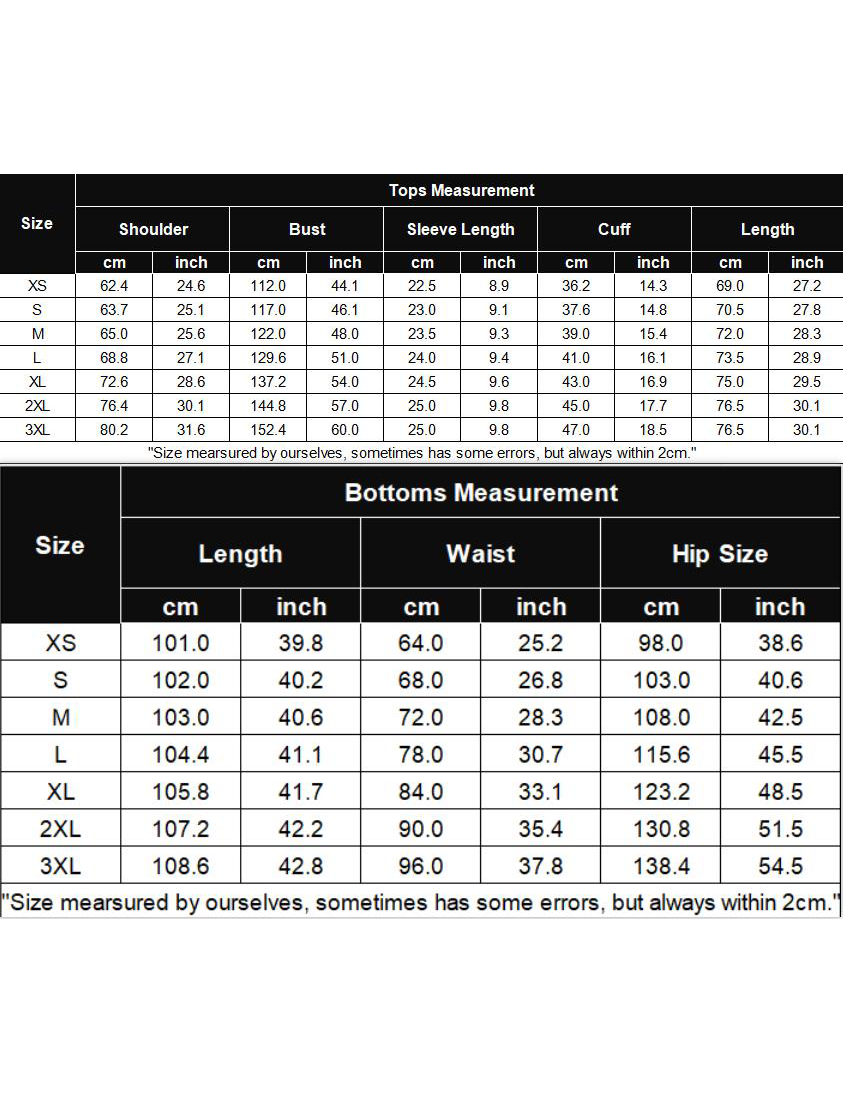 Tops Measurement
Size
Shoulder Bust Sleeve Length Cuff Length
cm inch cm inch cm inch cm inch cm inch
XS 62.4 24.6 112.0 44.1 22.5 8.9 36.2 14.3 69.0 27.2
S 63.7 25.1 117.0 46.1 23.0 9.1 37.6 14.8 70.5 27.8
M 65.0 25.6 122.0 48.0 23.5 9.3 39.0 15.4 72.0 28.3
L 68.8 27.1 129.6 51.0 24.0 9.4 41.0 16.1 73.5 28.9
XL 72.6 28.6 137.2 54.0 24.5 9.6 43.0 16.9 75.0 29.5
2XL 76.4 30.1 144.8 57.0 25.0 9.8 45.0 17.7 76.5 30.1
3XL 80.2 31.6 152.4 60.0 25.0 9.8 47.0 18.5 76.5 30.1
"Size mearsured by ourselves, sometimes has some errors, but always within 2cm."
Bottoms Measurement
Size
Length Waist Hip Size
cm inch cm inch cm inch
XS 101.0 39.8 64.0 25.2 98.0 38.6
S 102.0 40.2 68.0 26.8 103.0 40.6
M 103.0 40.6 72.0 28.3 108.0 42.5
L 104.4 41.1 78.0 30.7 115.6 45.5
XL 105.8 41.7 84.0 33.1 123.2 48.5
2XL 107.2 42.2 90.0 35.4 130.8 51.5
3XL 108.6 42.8 96.0 37.8 138.4 54.5
"Size mearsured by ourselves, sometimes has some errors, but always within 2cm."